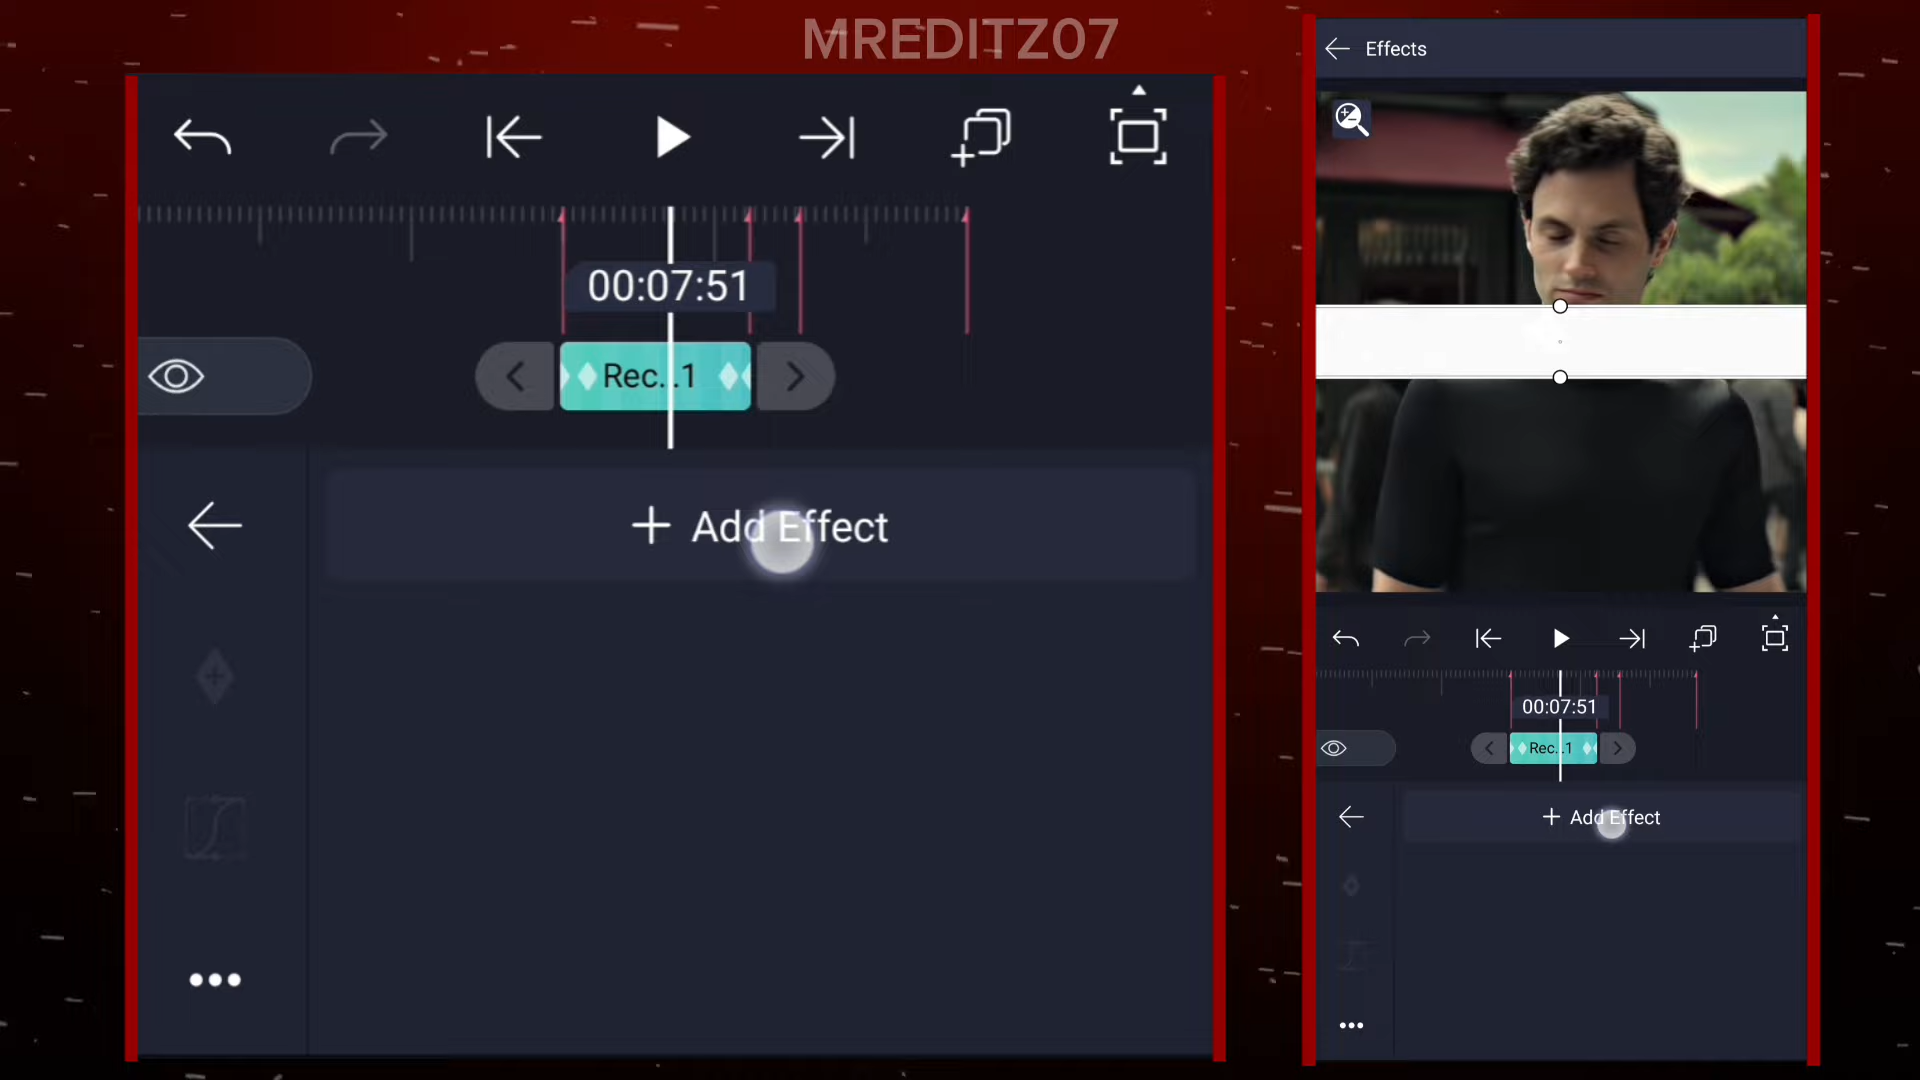 MREDITZ07
00:07:51
Rec...1
+ Add Effect
Effects
00:07:51
Rec...1
+ Add Effect